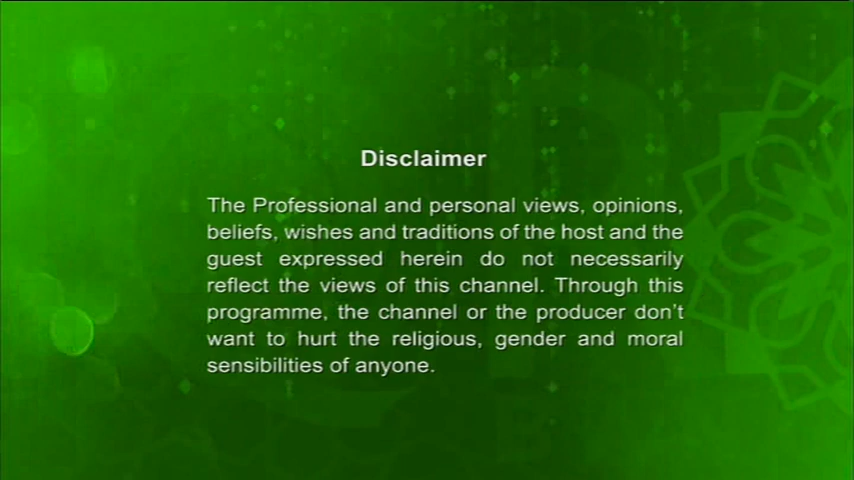 Disclaimer
The Professional and personal views, opinions,
beliefs, wishes and traditions of the host and the
guest expressed herein do not necessarily
reflect the views of this channel. Through this
programme, the channel or the producer don't
want to hurt the religious, gender and moral
sensibilities of anyone.